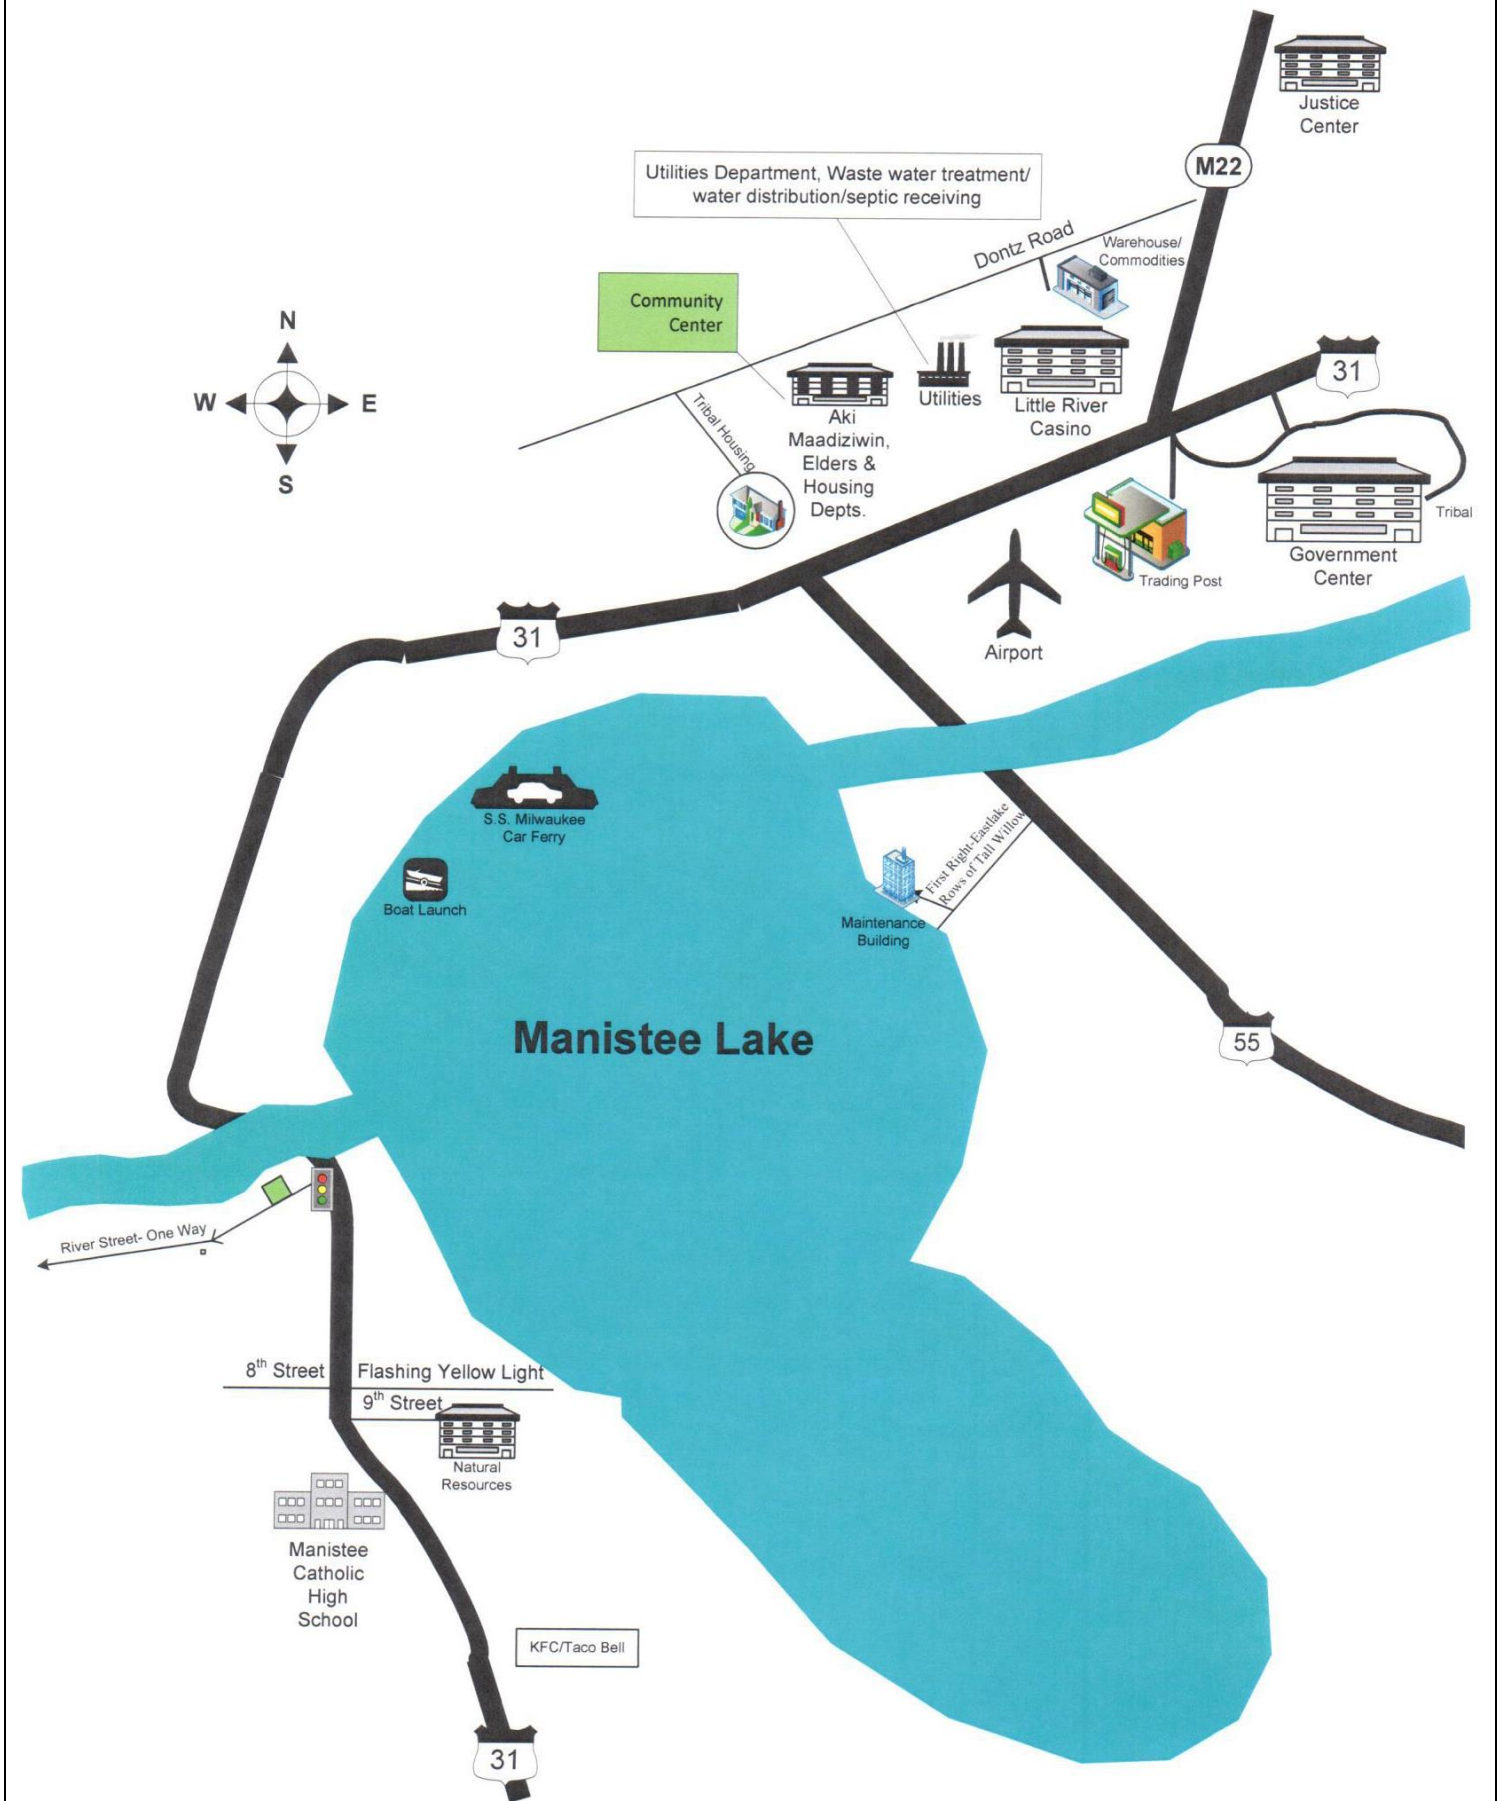 Justice
Center
M22
Utilities Department, Waste water treatment/
water distribution/septic receiving
Dontz Road
Warehouse/
Commodities
Community
Center
N
W
E
S
31
Tribal Housing
Utilities
Little River
Casino
Aki
Maadiziwin,
Elders &
Housing
Depts.
Tribal
Government
Center
Trading Post
Airport
31
S.S. Milwaukee
Car Ferry
Boat Launch
First Right-Eastlake
Rows of Tall Willow
Maintenance
Building
Manistee Lake
55
River Street- One Way
8th Street
Flashing Yellow Light
9th Street
Natural
Resources
Manistee
Catholic
High
School
KFC/Taco Bell
31